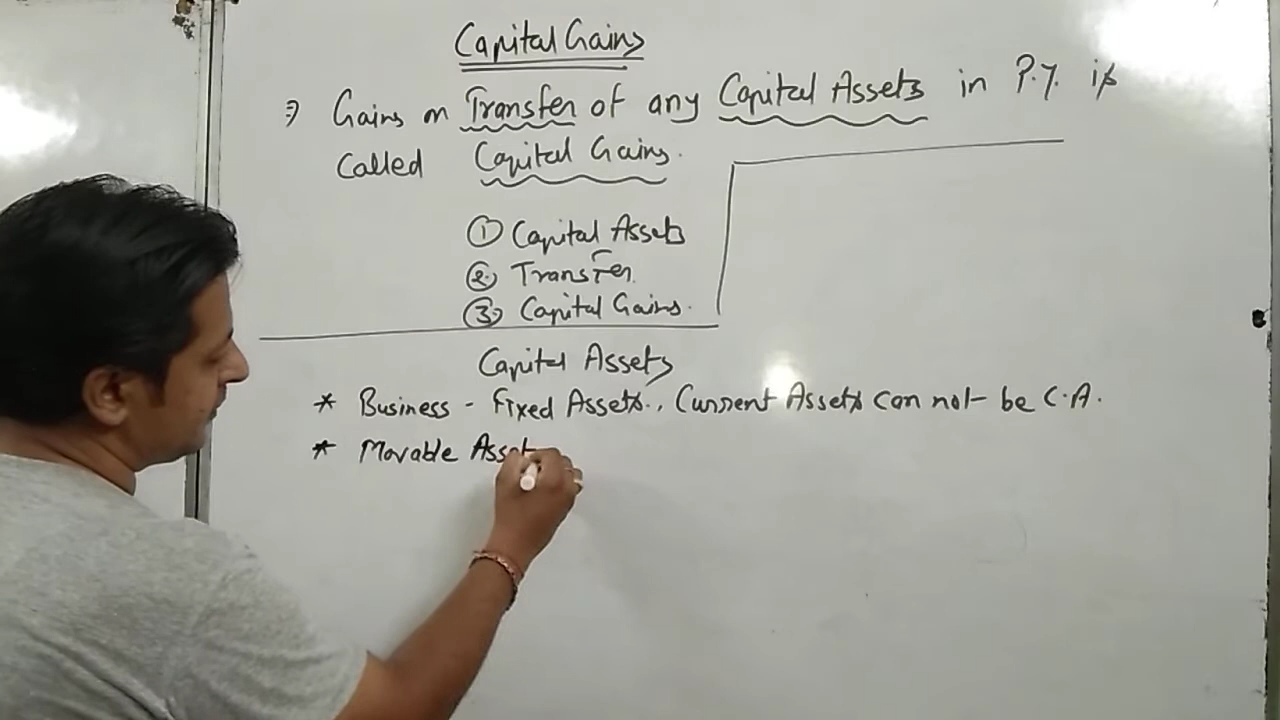 Capital Gains
⇒ Gains on Transfer of any Capital Assets in P.Y. is
Called Capital Gains.
① Capital Assets
② Transfer.
③ Capital Gains.
Capital Assets
* Business - Fixed Assets., Current Assets can not be C.A.
* Movable Asset